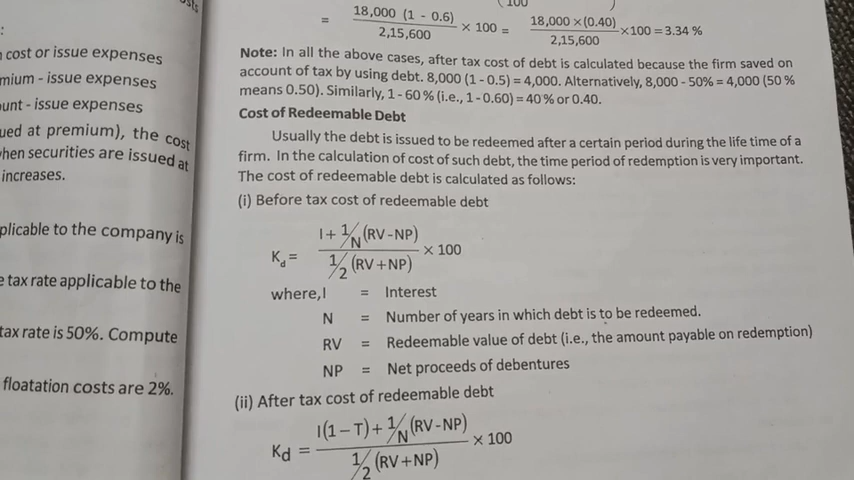 cost or issue expenses
mium - issue expenses
unt - issue expenses
ued at premium), the cost
hen securities are issued at
increases.
plicable to the company is
e tax rate applicable to the
tax rate is 50%. Compute
floatation costs are 2%.
= 18,000 (1 - 0.6) / 2,15,600 × 100 = 18,000 ×(0.40) / 2,15,600 ×100 = 3.34 %
Note: In all the above cases, after tax cost of debt is calculated because the firm saved on
account of tax by using debt. 8,000 (1 - 0.5) = 4,000. Alternatively, 8,000 - 50% = 4,000 (50 %
means 0.50). Similarly, 1 - 60 % (i.e., 1 - 0.60) = 40 % or 0.40.
Cost of Redeemable Debt
Usually the debt is issued to be redeemed after a certain period during the life time of a
firm. In the calculation of cost of such debt, the time period of redemption is very important.
The cost of redeemable debt is calculated as follows:
(i) Before tax cost of redeemable debt
K_d = I + 1/N (RV - NP) / 1/2 (RV + NP) × 100
where, I = Interest
N = Number of years in which debt is to be redeemed.
RV = Redeemable value of debt (i.e., the amount payable on redemption)
NP = Net proceeds of debentures
(ii) After tax cost of redeemable debt
Kd = I(1 - T) + 1/N (RV - NP) / 1/2 (RV + NP) × 100